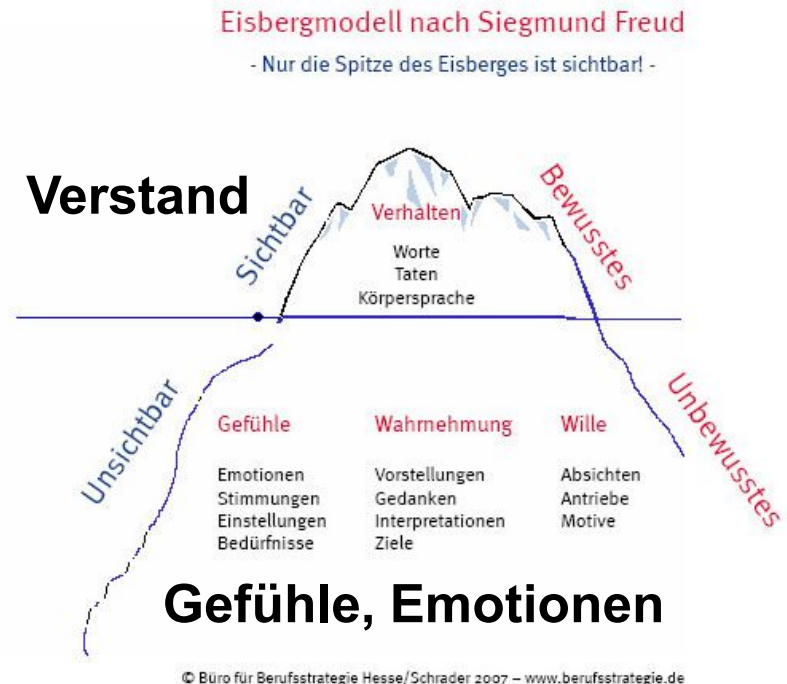 Eisbergmodell nach Siegmund Freud
- Nur die Spitze des Eisberges ist sichtbar! -
Verstand
Sichtbar
Bewusstes
Verhalten
Worte
Taten
Körpersprache
Unsichtbar
Unbewusstes
Gefühle
Emotionen
Stimmungen
Einstellungen
Bedürfnisse
Wahrnehmung
Vorstellungen
Gedanken
Interpretationen
Ziele
Wille
Absichten
Antriebe
Motive
Gefühle, Emotionen
© Büro für Berufsstrategie Hesse/Schrader 2007 – www.berufsstrategie.de